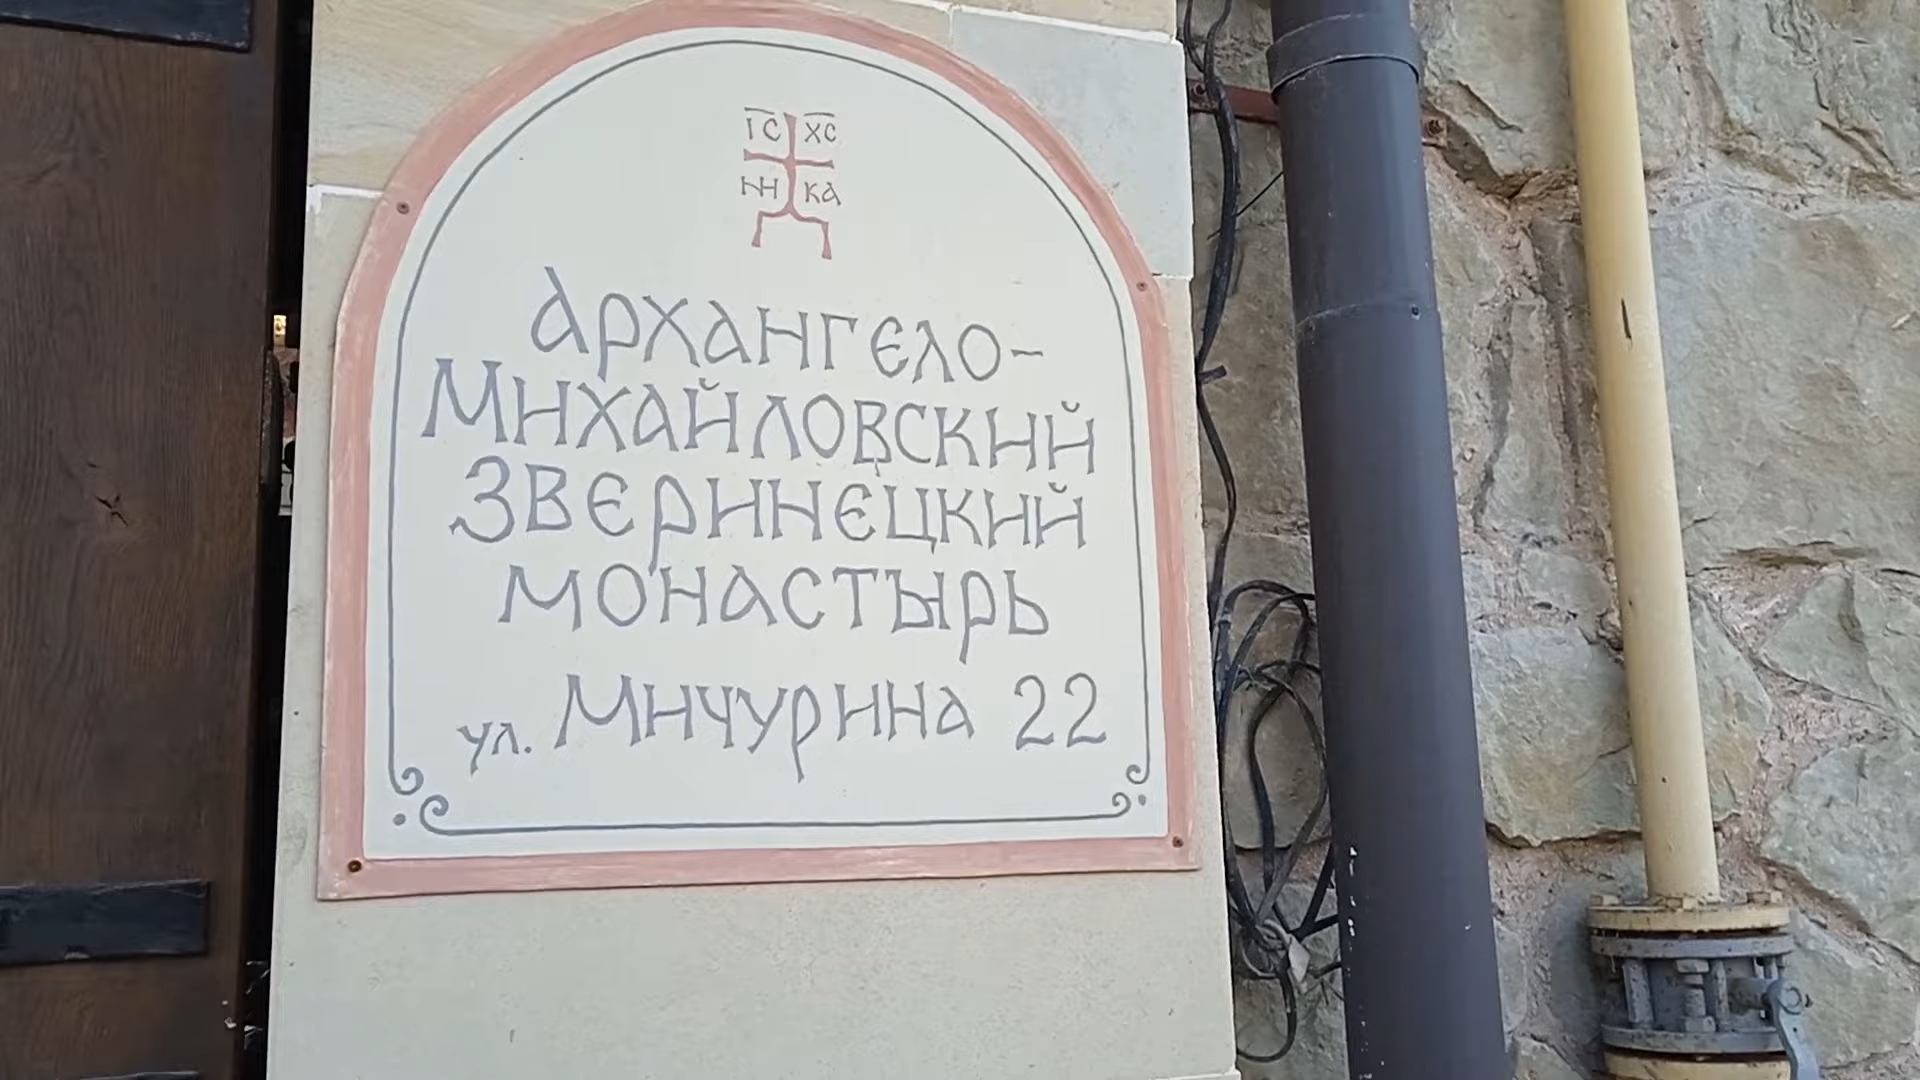 ІС ХС
НИ КА
Архангело-
Михайловский
Зверинецкий
монастырь
ул. Мичурина 22